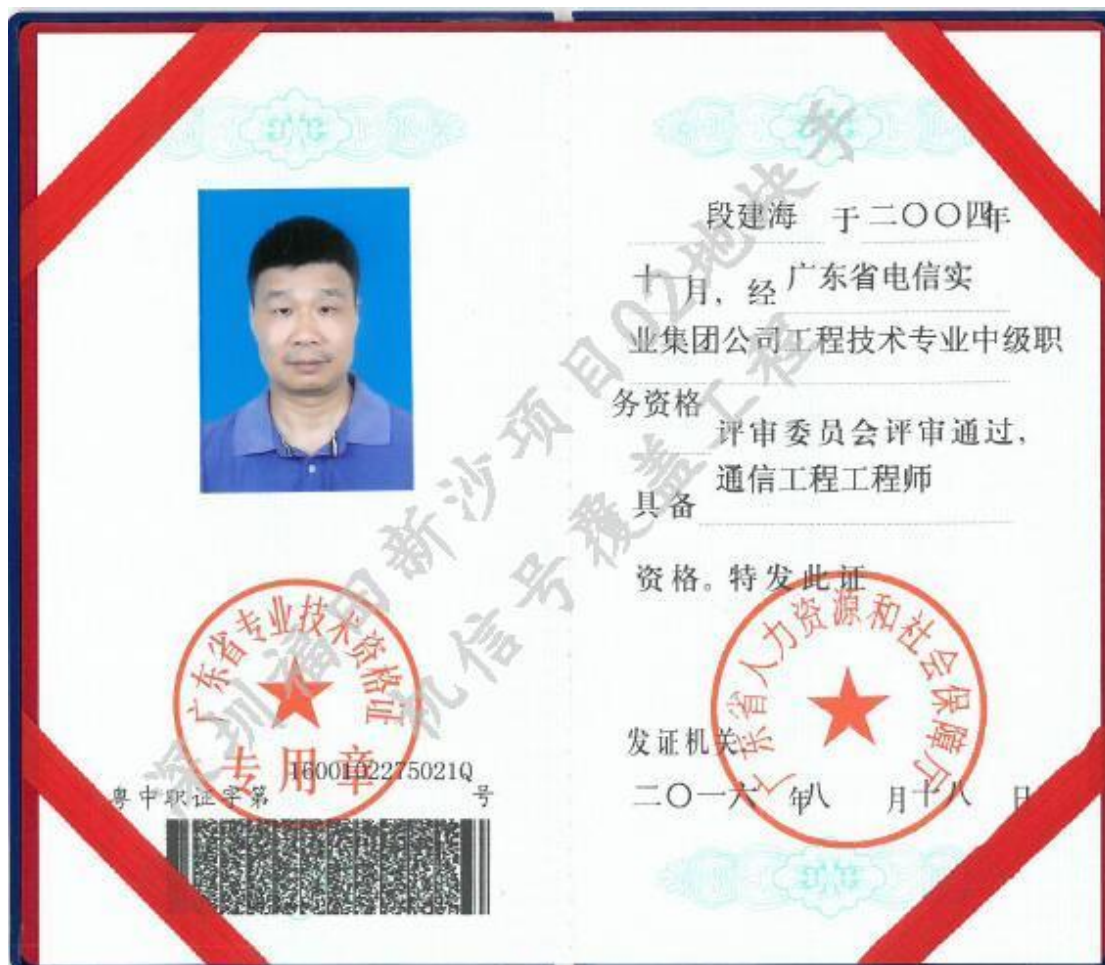 广东省专业技术资格证
专用章
1600102275021Q
粤中职证字第 号
段建海 于二〇〇四年
十 月，经广东省电信实
业集团公司工程技术专业中级职
务资格
评审委员会评审通过，
通信工程工程师
具备
资格。特发此证
广东省人力资源和社会保障厅
发证机关
二〇一六 年八 月十八 日
深圳福田新沙项目02地块手
机信号覆盖工程